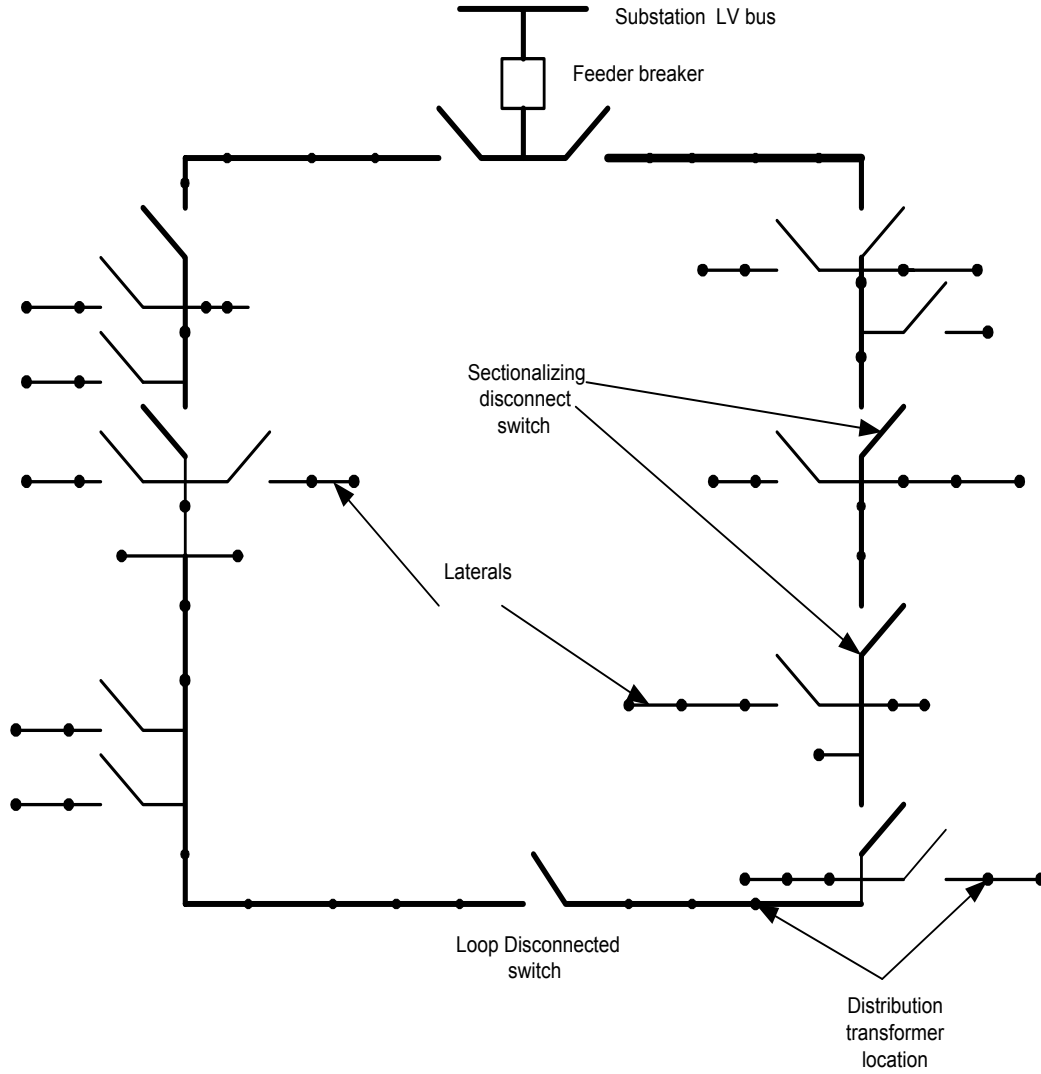 Substation LV bus
Feeder breaker
Sectionalizing
disconnect
switch
Laterals
Loop Disconnected
switch
Distribution
transformer
location